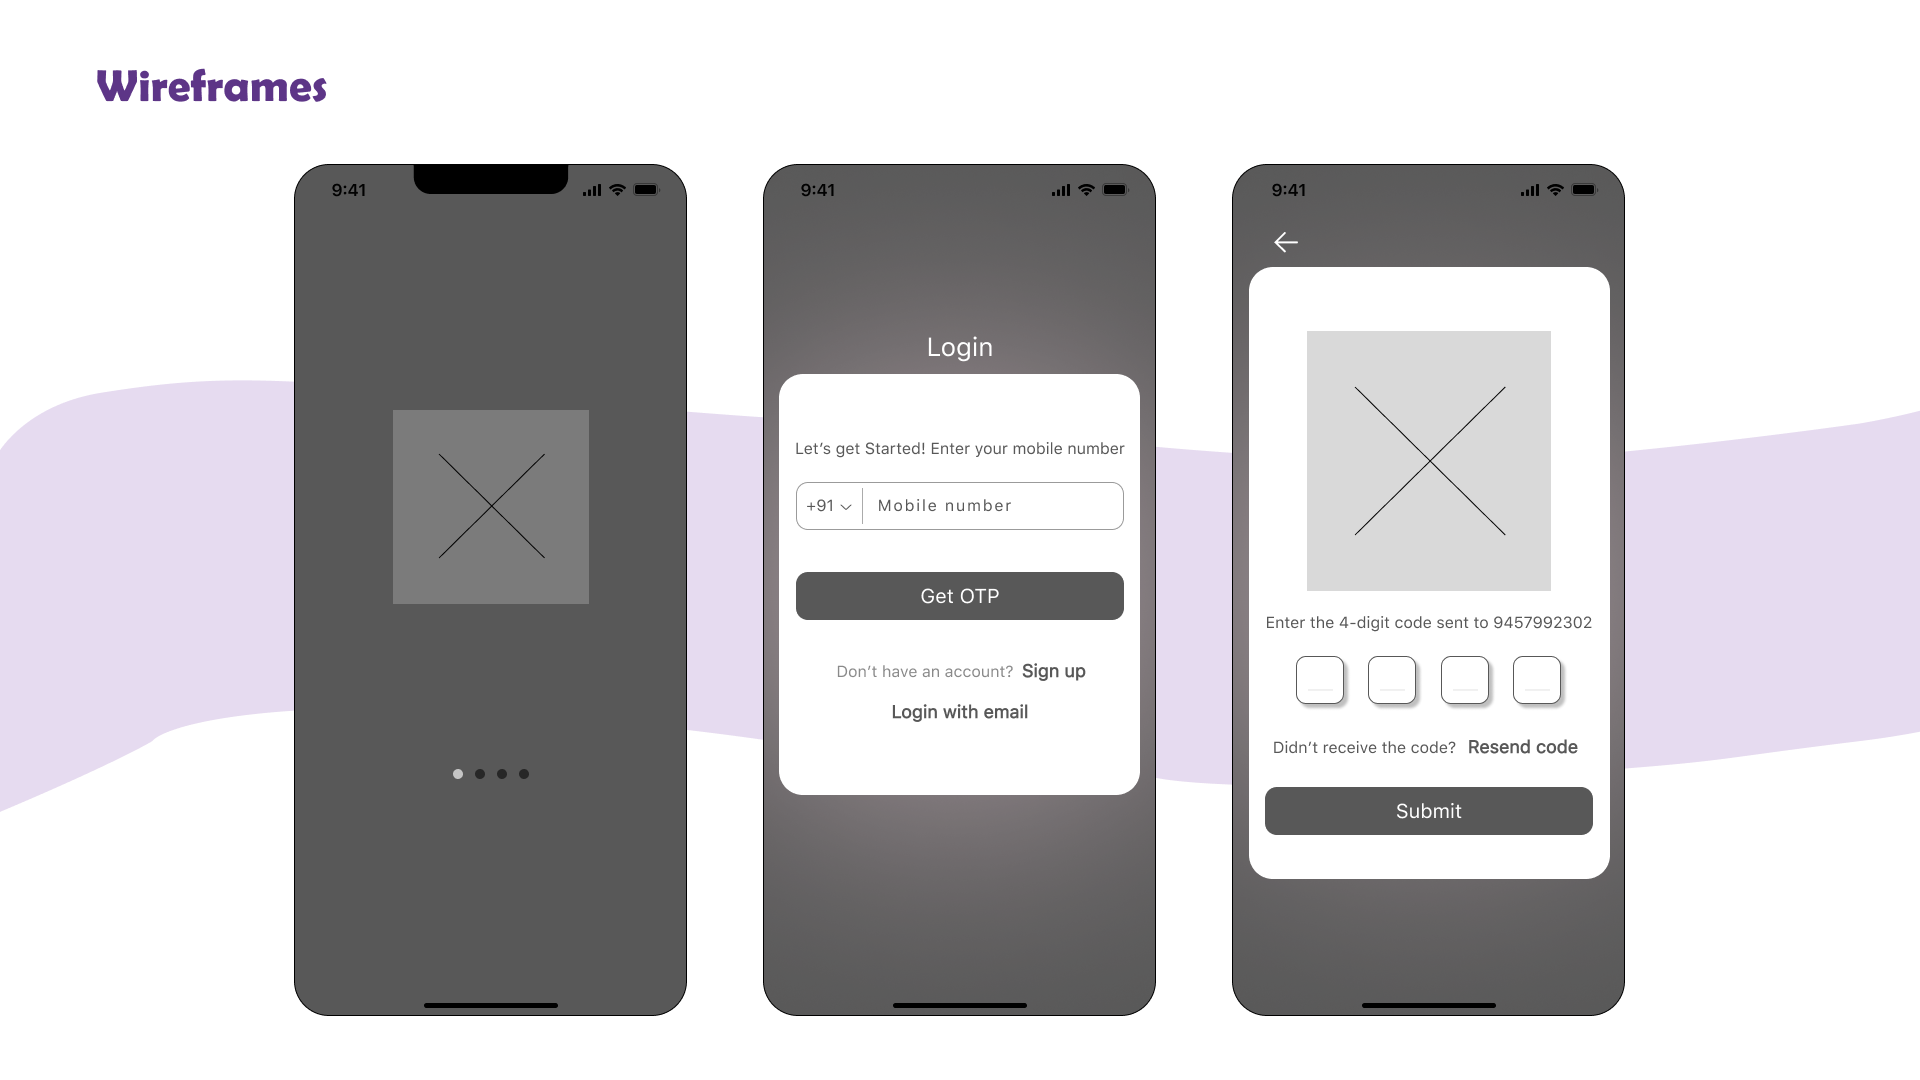 Wireframes
9:41
9:41
Login
Let’s get Started! Enter your mobile number
+91 Mobile number
Get OTP
Don’t have an account? Sign up
Login with email
9:41
Enter the 4-digit code sent to 9457992302
Didn’t receive the code? Resend code
Submit